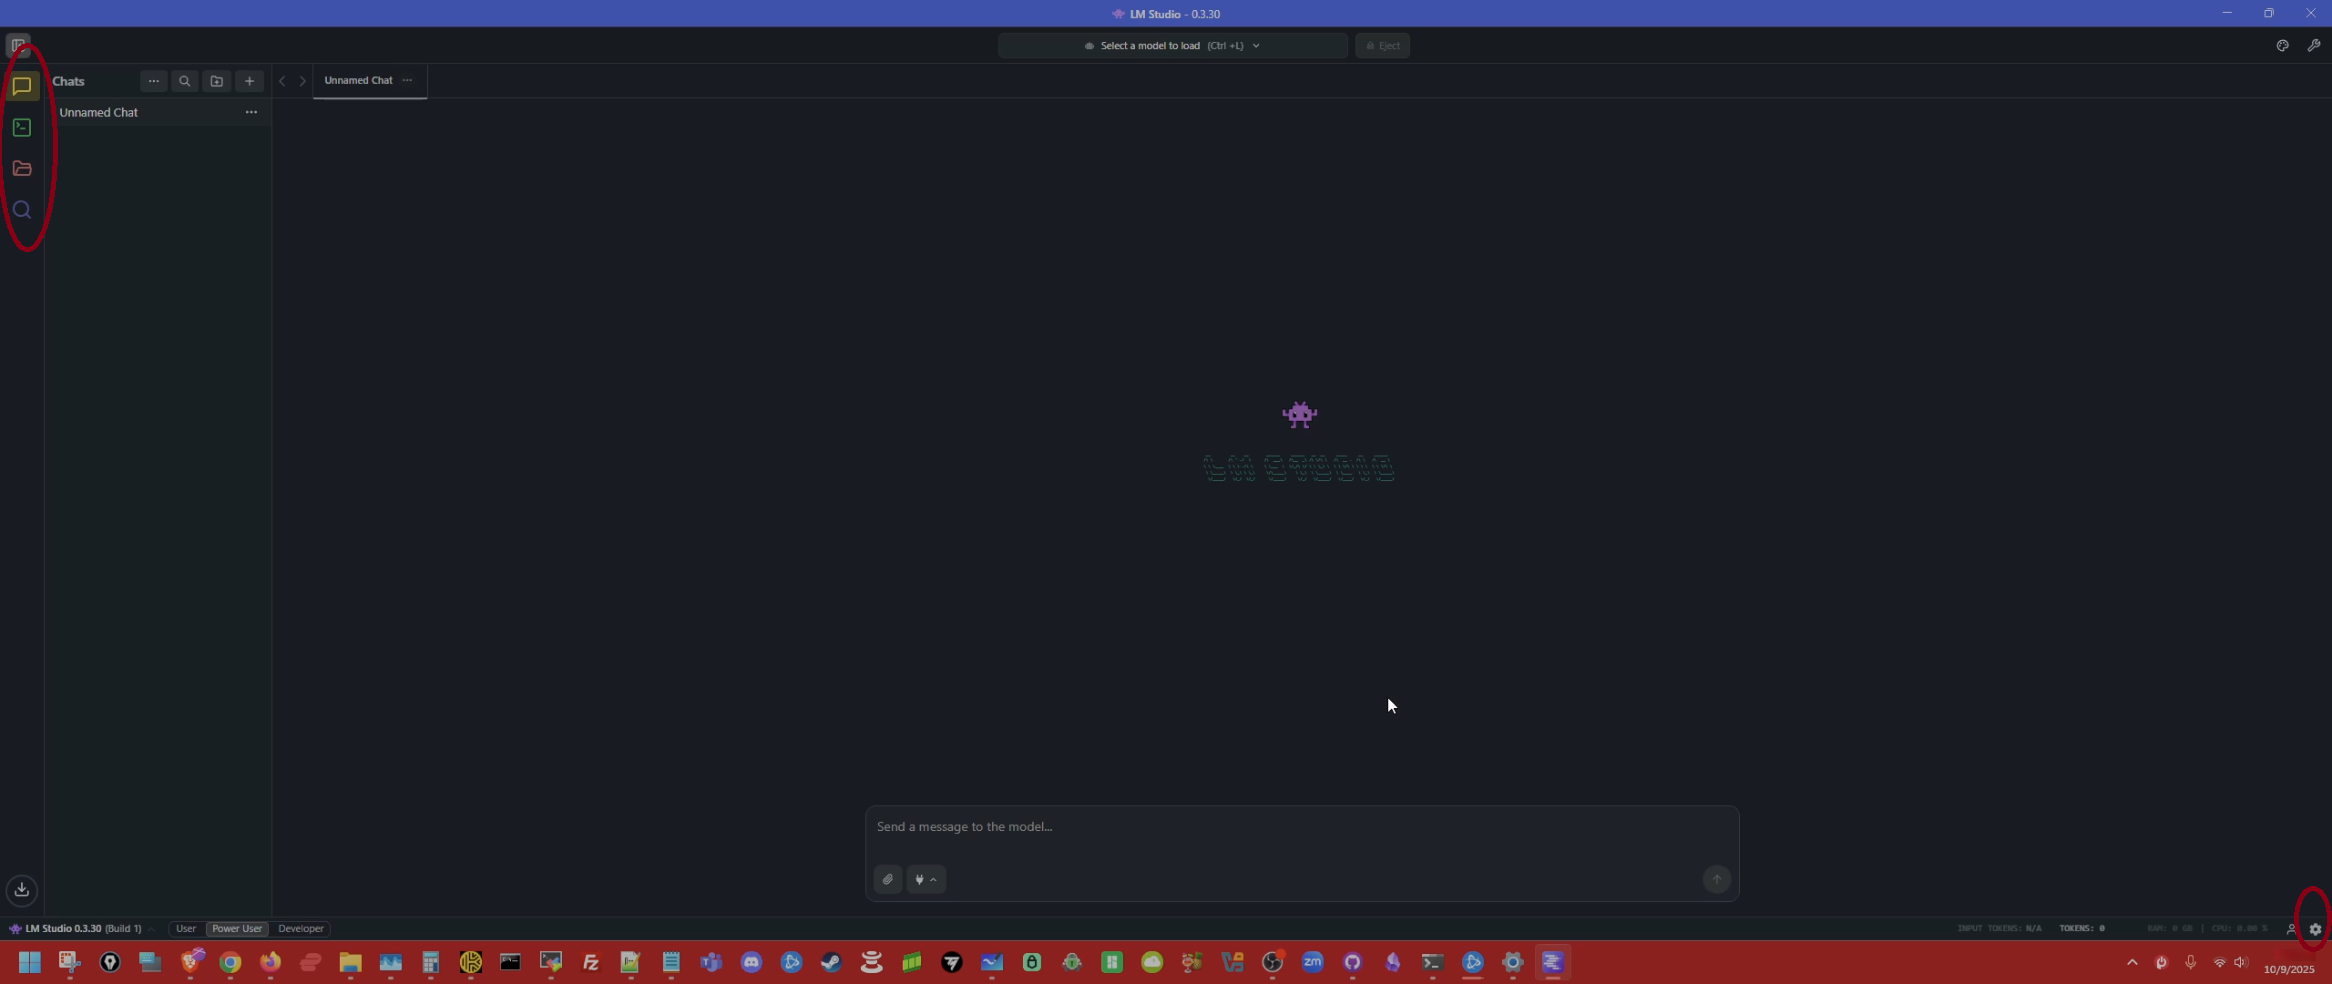 LM Studio - 0.3.30
Select a model to load (Ctrl +L)
Eject
Chats
Unnamed Chat
Unnamed Chat
LM STUDIO
Send a message to the model...
LM Studio 0.3.30 (Build 1)
User
Power User
Developer
INPUT TOKENS: N/A
TOKENS: 0
RAM: 0 GB | CPU: 0.00 %
zm
10/9/2025